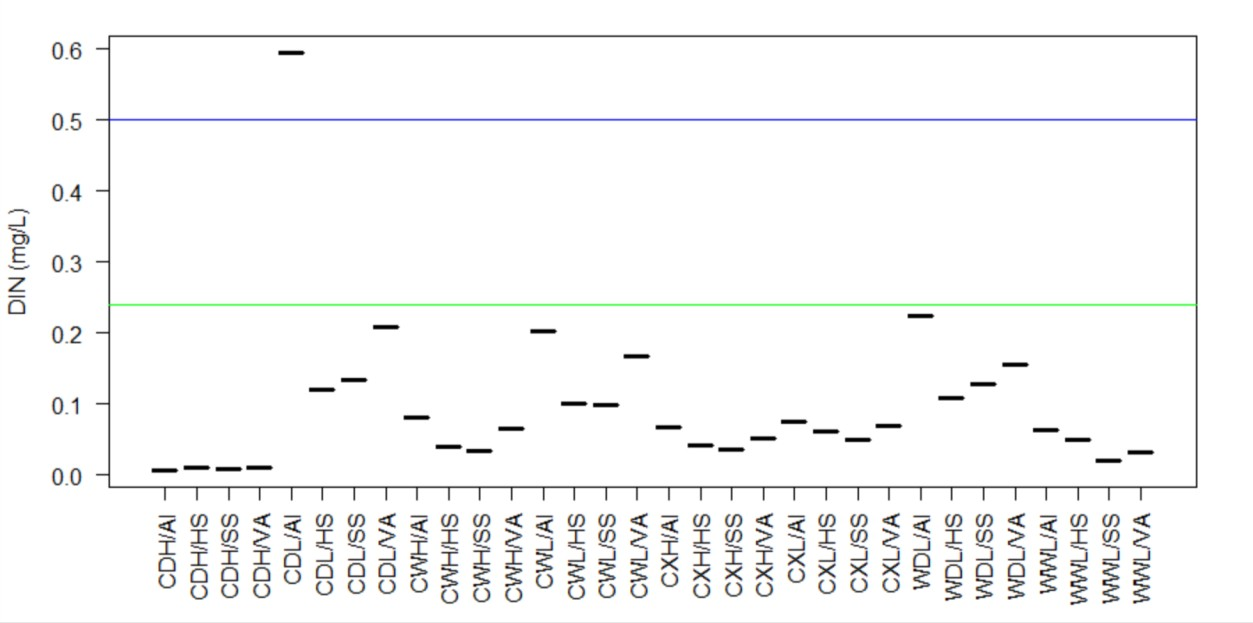 DIN (mg/L)
0.6
0.5
0.4
0.3
0.2
0.1
0.0
CDH/AI
CDH/HS
CDH/SS
CDH/VA
CDL/AI
CDL/HS
CDL/SS
CDL/VA
CWH/AI
CWH/HS
CWH/SS
CWH/VA
CWL/AI
CWL/HS
CWL/SS
CWL/VA
CXH/AI
CXH/HS
CXH/SS
CXH/VA
CXL/AI
CXL/HS
CXL/SS
CXL/VA
WDL/AI
WDL/HS
WDL/SS
WDL/VA
WWL/AI
WWL/HS
WWL/SS
WWL/VA